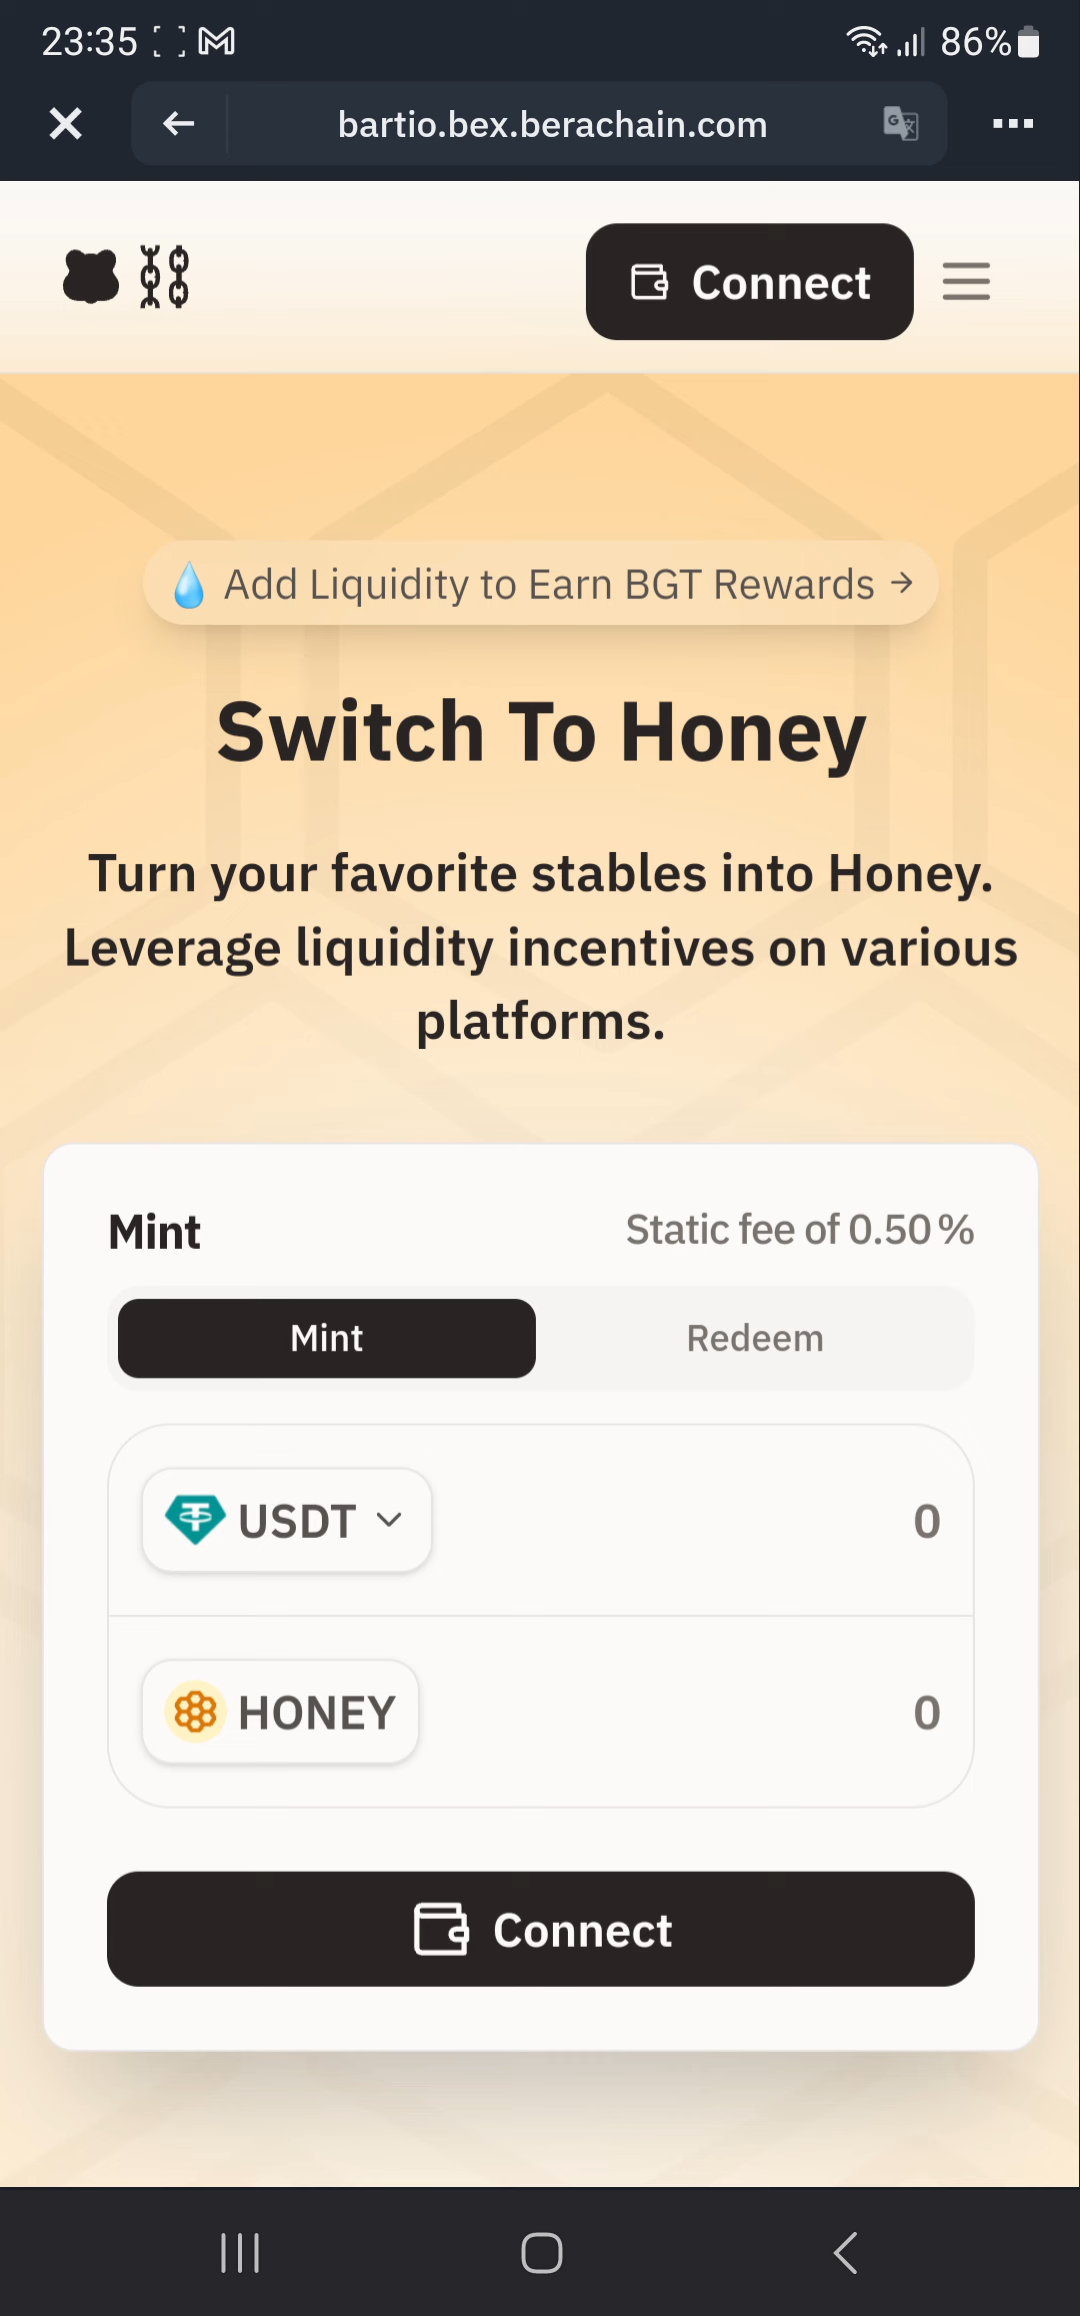 23:35 86%
bartio.bex.berachain.com
Connect
💧 Add Liquidity to Earn BGT Rewards →
Switch To Honey
Turn your favorite stables into Honey.
Leverage liquidity incentives on various
platforms.
Mint Static fee of 0.50%
Mint Redeem
USDT 0
HONEY 0
Connect